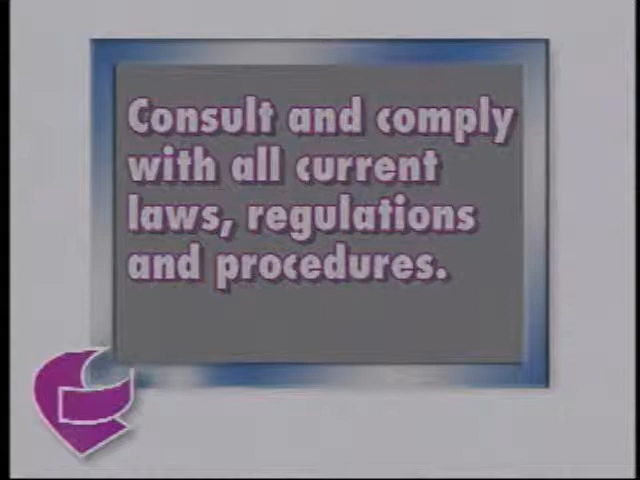 Consult and comply
with all current
laws, regulations
and procedures.